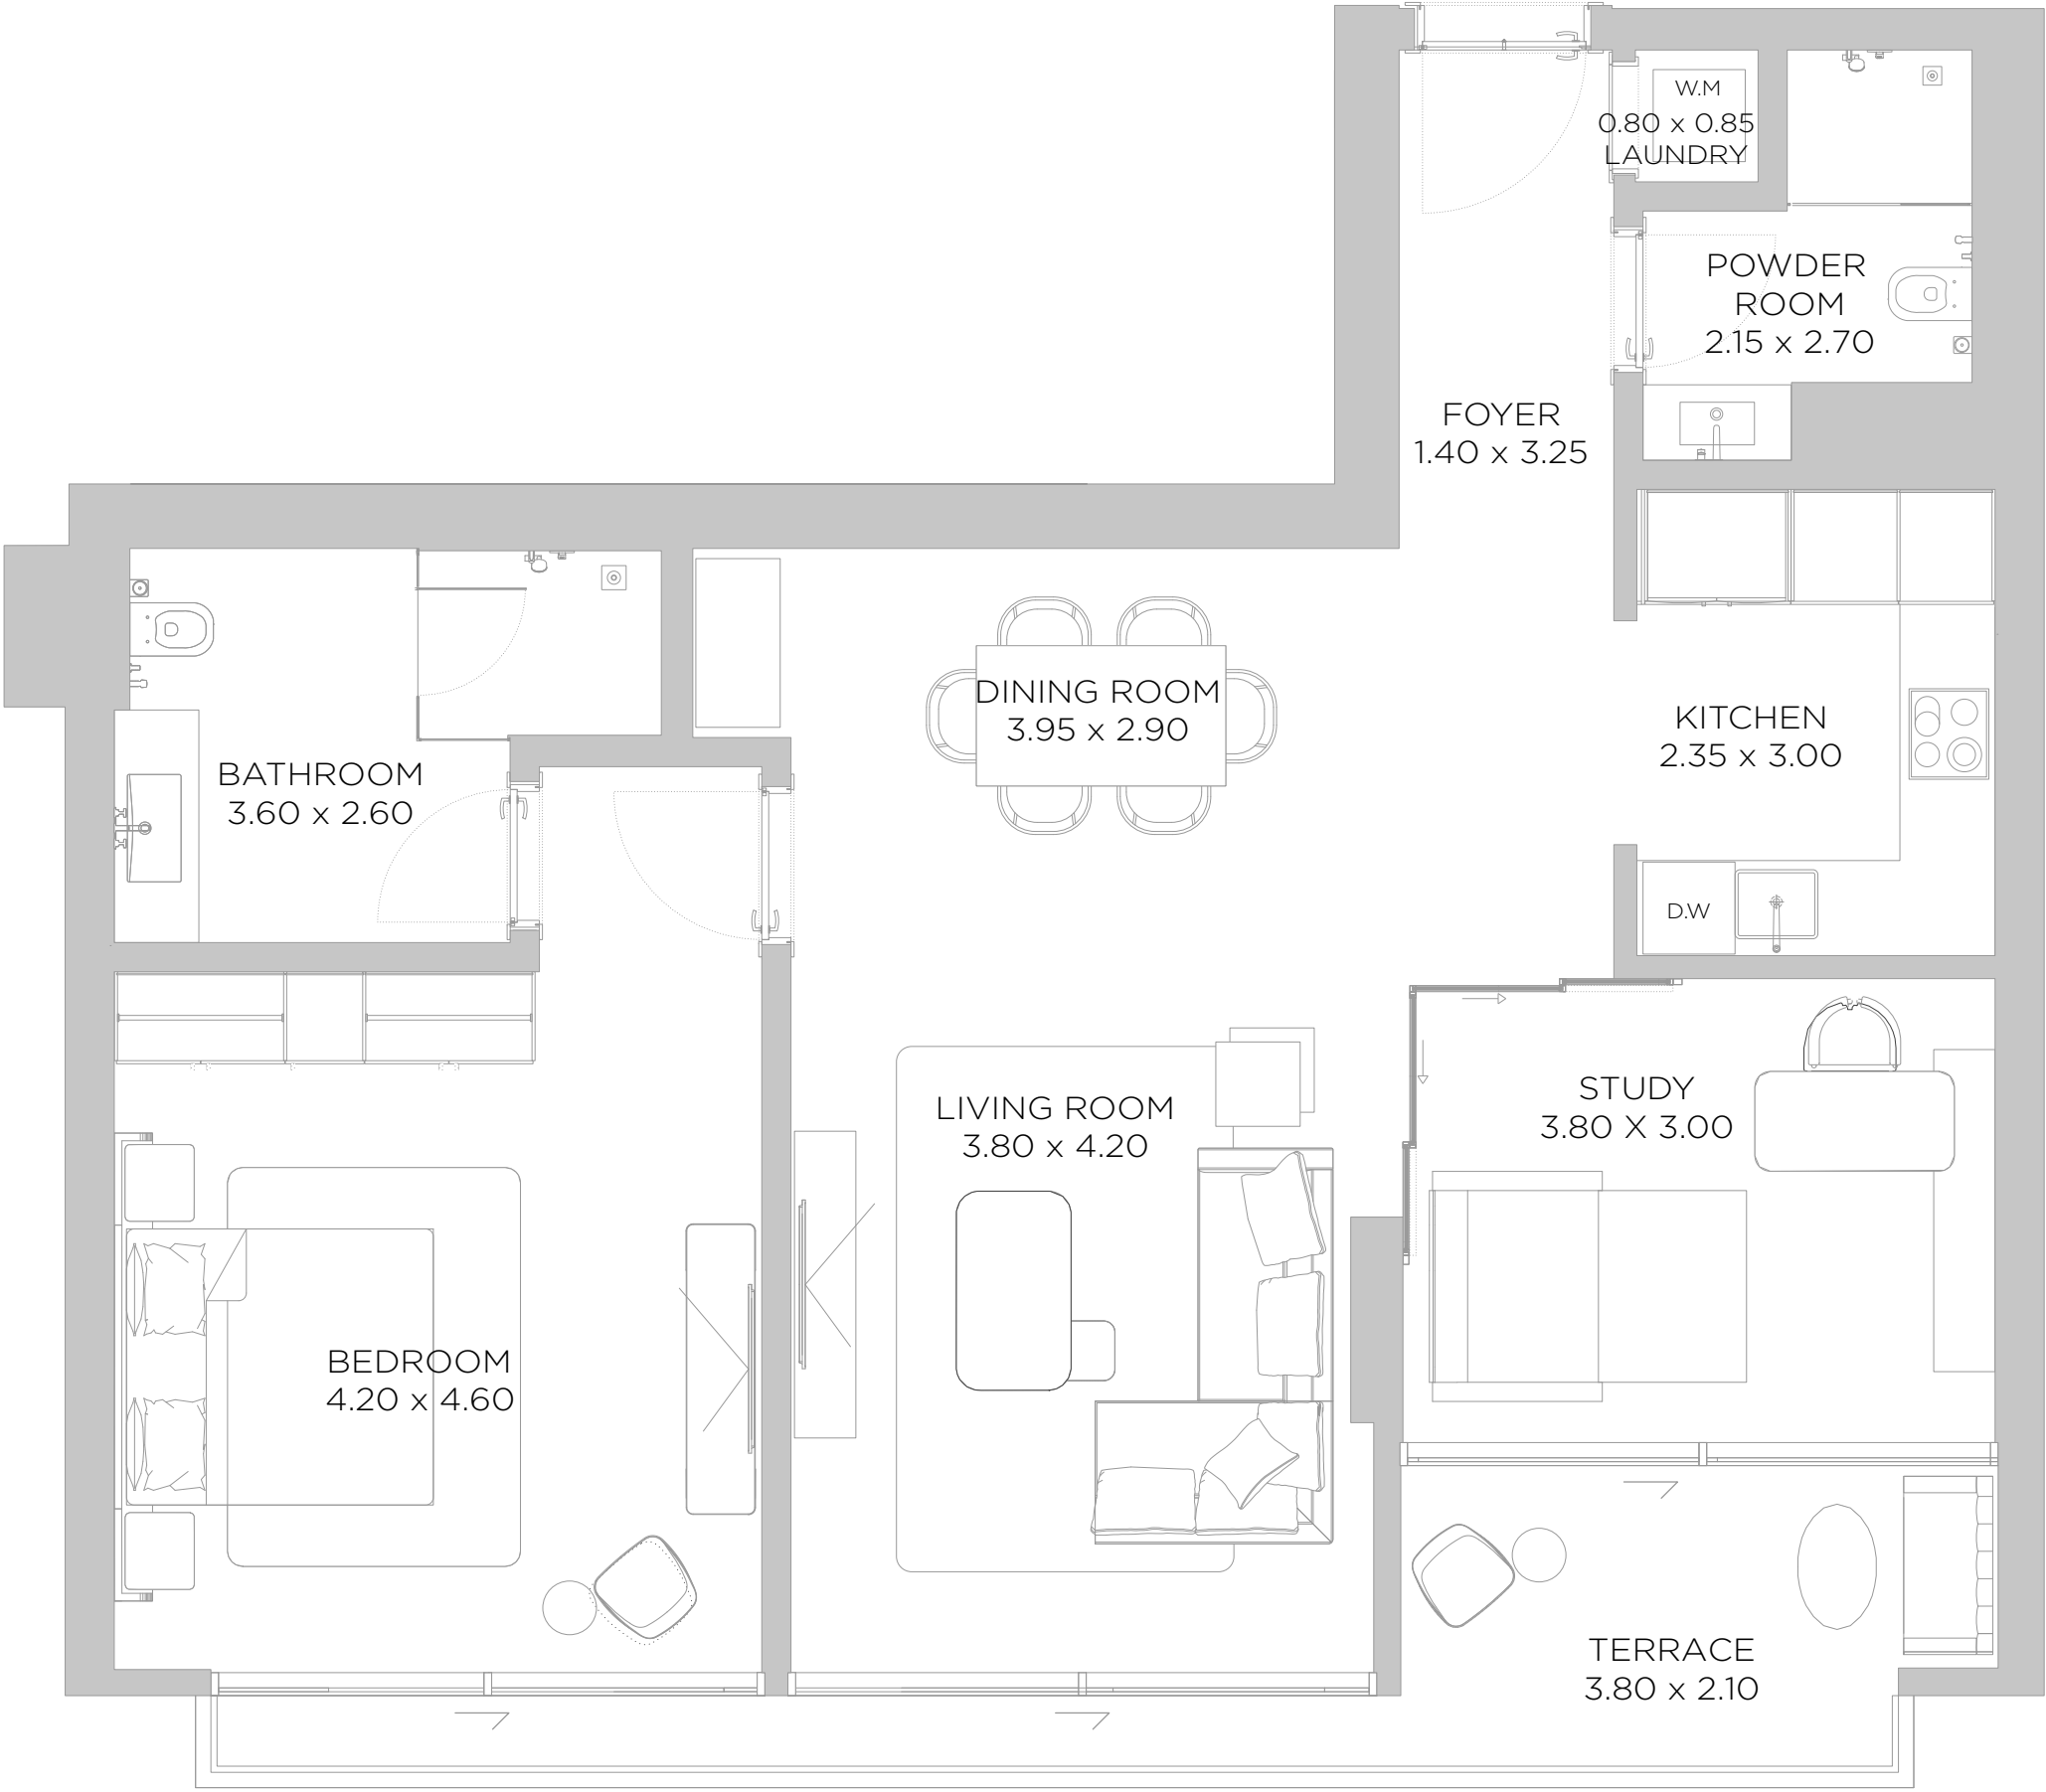 W.M
0.80 x 0.85
LAUNDRY
POWDER
ROOM
2.15 x 2.70
FOYER
1.40 x 3.25
DINING ROOM
3.95 x 2.90
KITCHEN
2.35 x 3.00
BATHROOM
3.60 x 2.60
D.W
LIVING ROOM
3.80 x 4.20
STUDY
3.80 X 3.00
BEDROOM
4.20 x 4.60
TERRACE
3.80 x 2.10